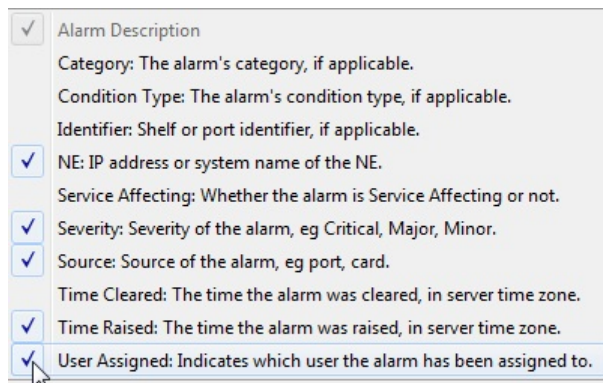 Alarm Description
Category: The alarm's category, if applicable.
Condition Type: The alarm's condition type, if applicable.
Identifier: Shelf or port identifier, if applicable.
NE: IP address or system name of the NE.
Service Affecting: Whether the alarm is Service Affecting or not.
Severity: Severity of the alarm, eg Critical, Major, Minor.
Source: Source of the alarm, eg port, card.
Time Cleared: The time the alarm was cleared, in server time zone.
Time Raised: The time the alarm was raised, in server time zone.
User Assigned: Indicates which user the alarm has been assigned to.